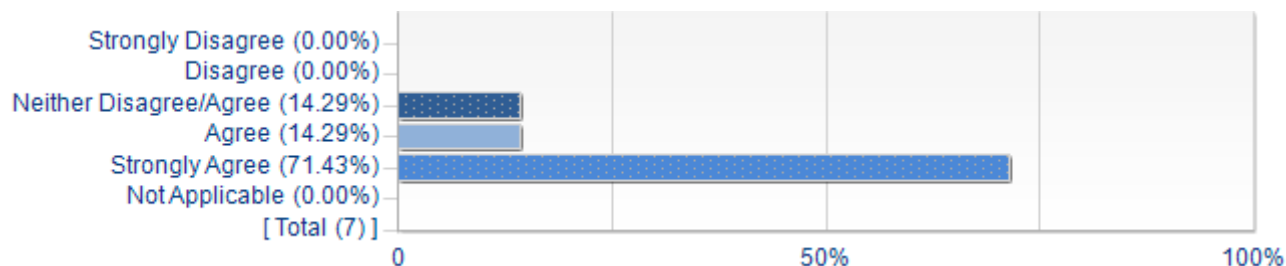 Strongly Disagree (0.00%)
Disagree (0.00%)
Neither Disagree/Agree (14.29%)
Agree (14.29%)
Strongly Agree (71.43%)
Not Applicable (0.00%)
[ Total (7) ]
0 50% 100%